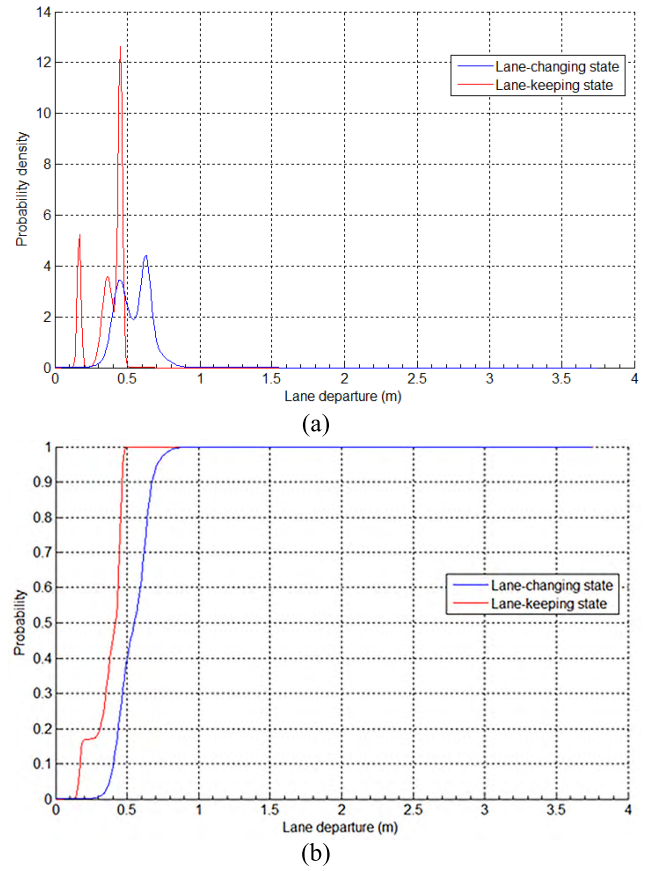 14
12
10
8
6
4
2
0
Probability density
Lane-changing state
Lane-keeping state
0 0.5 1 1.5 2 2.5 3 3.5 4
Lane departure (m)
(a)
1
0.9
0.8
0.7
0.6
0.5
0.4
0.3
0.2
0.1
0
Probability
Lane-changing state
Lane-keeping state
0 0.5 1 1.5 2 2.5 3 3.5 4
Lane departure (m)
(b)